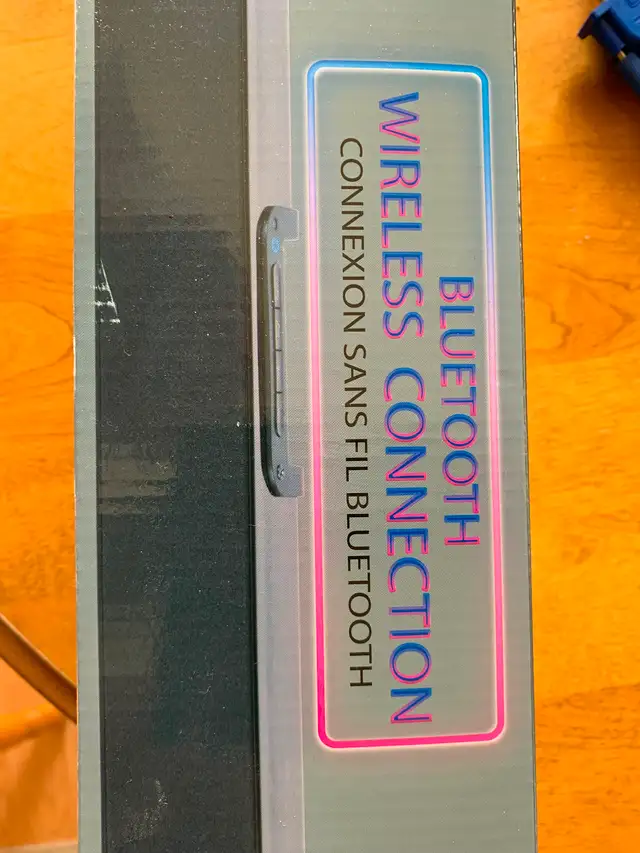 BLUETOOTH
WIRELESS CONNECTION
CONNEXION SANS FIL BLUETOOTH